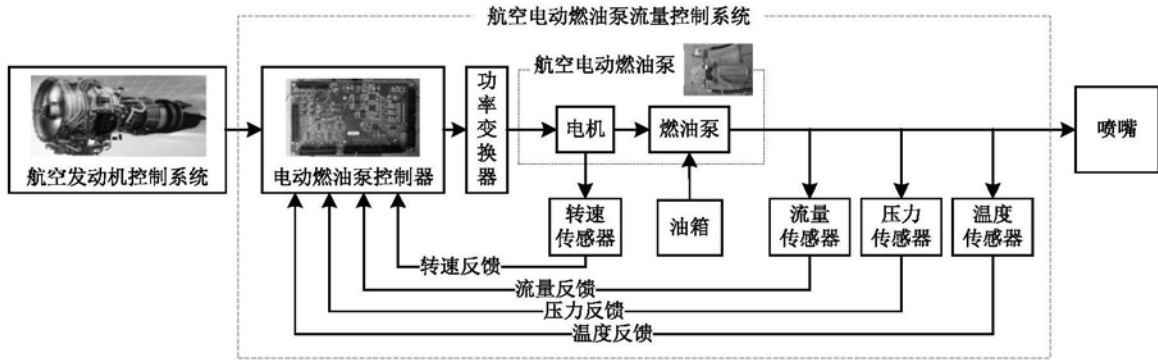 航空电动燃油泵流量控制系统
航空电动燃油泵
航空发动机控制系统
电动燃油泵控制器
功
率
变
换
器
电机
燃油泵
喷嘴
转速
传感器
油箱
流量
传感器
压力
传感器
温度
传感器
转速反馈
流量反馈
压力反馈
温度反馈